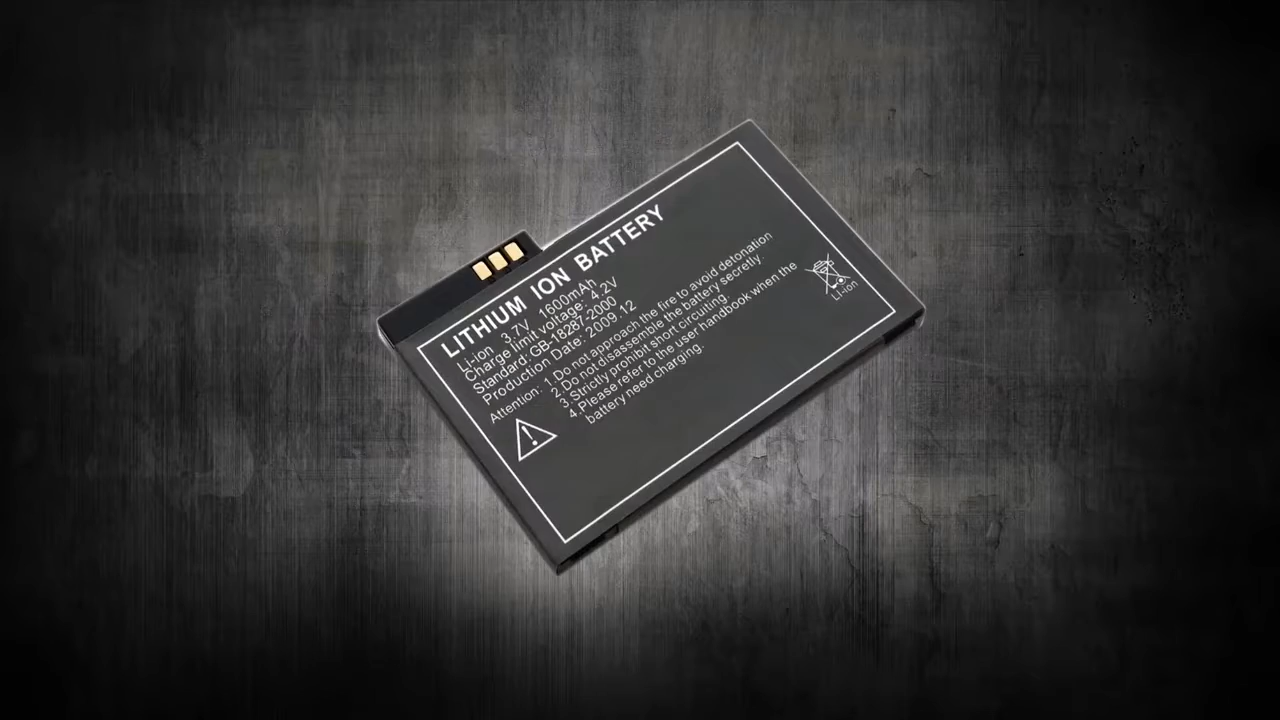 LITHIUM ION BATTERY
Li-ion 3.7V 1600mAh
Charge limit voltage: 4.2V
Standard: GB-18287-2000
Production Date: 2009 12
Attention: 1.Do not approach the fire to avoid detonation
2.Do not disassemble the battery secretly.
3.Strictly prohibit short circuiting.
4.Please refer to the user handbook when the
battery need charging.
Li-ion